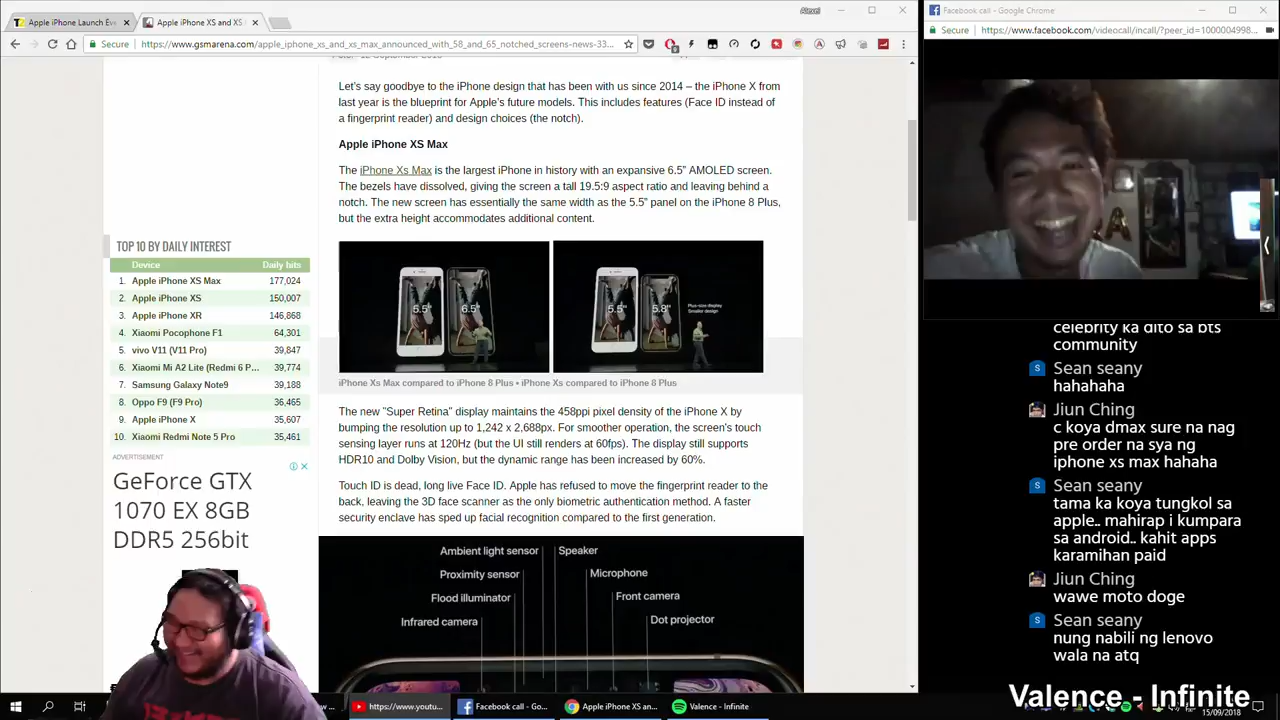 Apple iPhone Launch Eve
Apple iPhone XS and XS
Alexell
Secure
https://www.gsmarena.com/apple_iphone_xs_and_xs_max_announced_with_58_and_65_notched_screens-news-33...
Facebook call - Google Chrome
Secure
https://www.facebook.com/videocall/incall/?peer_id=1000004998...
Let's say goodbye to the iPhone design that has been with us since 2014 – the iPhone X from
last year is the blueprint for Apple's future models. This includes features (Face ID instead of
a fingerprint reader) and design choices (the notch).
Apple iPhone XS Max
The iPhone Xs Max is the largest iPhone in history with an expansive 6.5" AMOLED screen.
The bezels have dissolved, giving the screen a tall 19.5:9 aspect ratio and leaving behind a
notch. The new screen has essentially the same width as the 5.5" panel on the iPhone 8 Plus,
but the extra height accommodates additional content.
5.5"
6.5"
5.5"
5.8"
Plus-size display
Smaller design
iPhone Xs Max compared to iPhone 8 Plus • iPhone Xs compared to iPhone 8 Plus
The new "Super Retina" display maintains the 458ppi pixel density of the iPhone X by
bumping the resolution up to 1,242 x 2,688px. For smoother operation, the screen's touch
sensing layer runs at 120Hz (but the UI still renders at 60fps). The display still supports
HDR10 and Dolby Vision, but the dynamic range has been increased by 60%.
Touch ID is dead, long live Face ID. Apple has refused to move the fingerprint reader to the
back, leaving the 3D face scanner as the only biometric authentication method. A faster
security enclave has sped up facial recognition compared to the first generation.
Ambient light sensor
Speaker
Proximity sensor
Microphone
Flood illuminator
Front camera
Infrared camera
Dot projector
TOP 10 BY DAILY INTEREST
Device Daily hits
1. Apple iPhone XS Max 177,024
2. Apple iPhone XS 150,007
3. Apple iPhone XR 146,868
4. Xiaomi Pocophone F1 64,301
5. vivo V11 (V11 Pro) 39,847
6. Xiaomi Mi A2 Lite (Redmi 6 P... 39,774
7. Samsung Galaxy Note9 39,188
8. Oppo F9 (F9 Pro) 36,465
9. Apple iPhone X 35,607
10. Xiaomi Redmi Note 5 Pro 35,461
ADVERTISEMENT
GeForce GTX
1070 EX 8GB
DDR5 256bit
A
celebrity ka dito sa bts
community
S Sean seany
hahahaha
Jiun Ching
c koya dmax sure na nag
pre order na sya ng
iphone xs max hahaha
S Sean seany
tama ka koya tungkol sa
apple.. mahirap i kumpara
sa android.. kahit apps
karamihan paid
Jiun Ching
wawe moto doge
S Sean seany
nung nabili ng lenovo
wala na atq
Valence - Infinite
https://www.youtu...
Facebook call - Go...
Apple iPhone XS an...
Valence - Infinite
15/09/2018